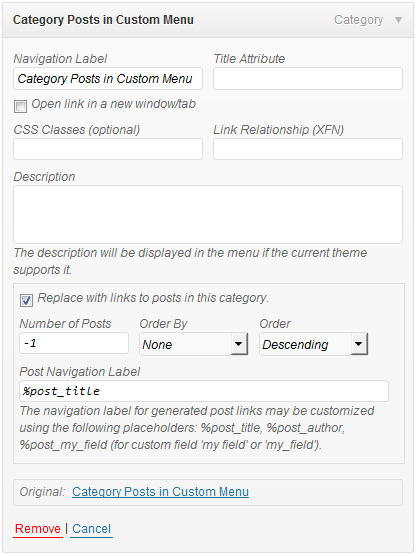 Category Posts in Custom Menu Category
Navigation Label Title Attribute
Category Posts in Custom Menu
Open link in a new window/tab
CSS Classes (optional) Link Relationship (XFN)
Description
The description will be displayed in the menu if the current theme
supports it.
Replace with links to posts in this category.
Number of Posts Order By Order
-1 None Descending
Post Navigation Label
%post_title
The navigation label for generated post links may be customized
using the following placeholders: %post_title, %post_author,
%post_my_field (for custom field 'my field' or 'my_field').
Original: Category Posts in Custom Menu
Remove | Cancel